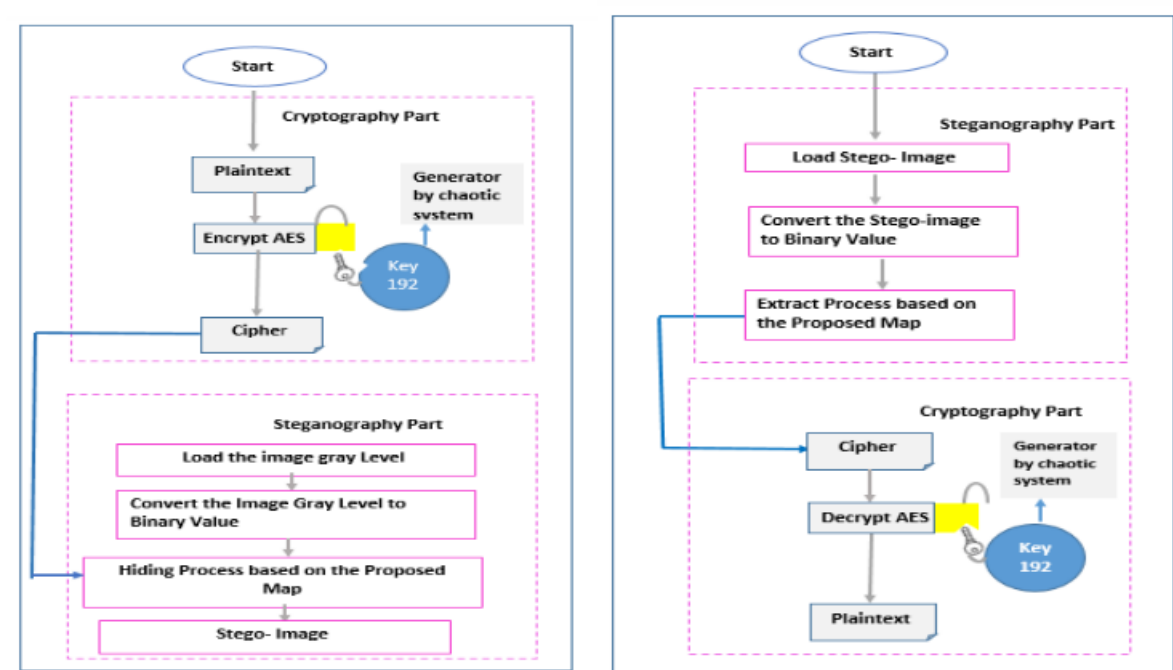 Start
Cryptography Part
Plaintext
Generator
by chaotic
system
Encrypt AES
Key
192
Cipher
Steganography Part
Load the image gray Level
Convert the Image Gray Level to
Binary Value
Hiding Process based on the Proposed
Map
Stego- Image
Start
Steganography Part
Load Stego- Image
Convert the Stego-image
to Binary Value
Extract Process based on
the Proposed Map
Cryptography Part
Cipher
Generator
by chaotic
system
Decrypt AES
Key
192
Plaintext